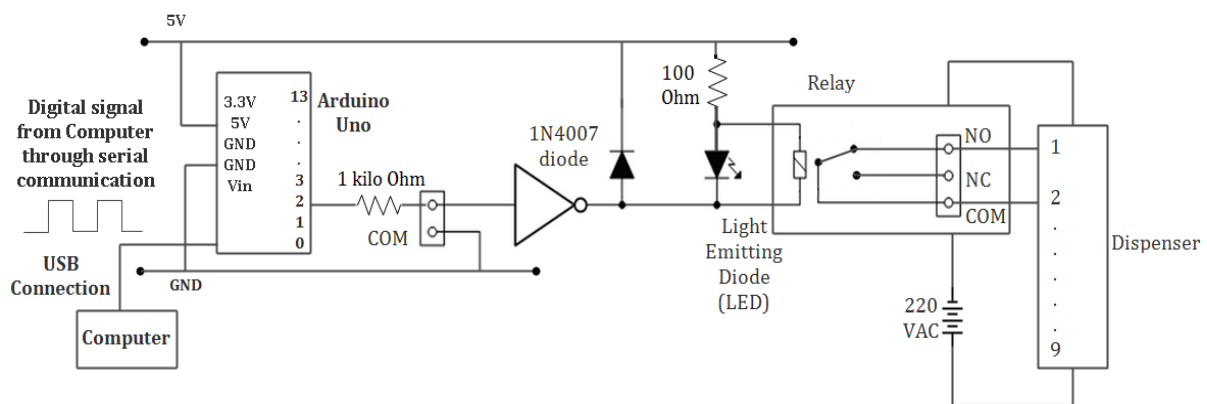 5V
Digital signal
from Computer
through serial
communication
USB
Connection
Computer
GND
3.3V
5V
GND
GND
Vin
13
.
.
.
3
2
1
0
Arduino
Uno
1 kilo Ohm
COM
1N4007
diode
100
Ohm
Light
Emitting
Diode
(LED)
Relay
NO
NC
COM
220
VAC
1
2
.
.
.
.
.
.
9
Dispenser